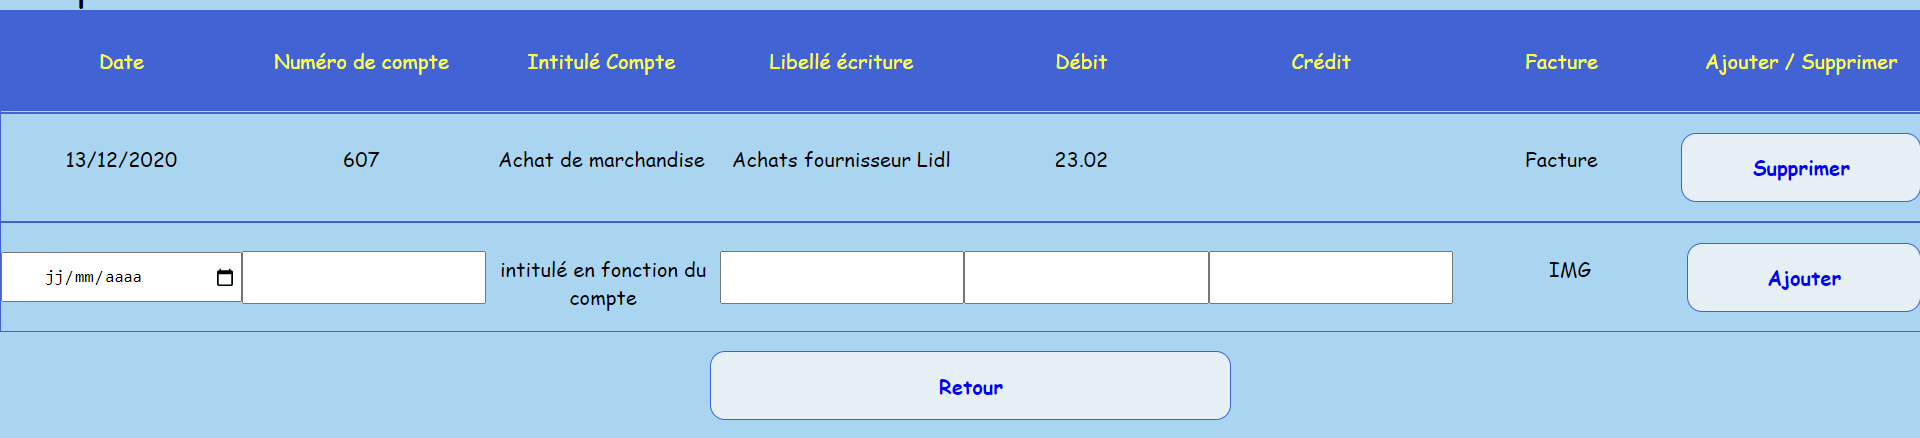 Date Numéro de compte Intitulé Compte Libellé écriture Débit Crédit Facture Ajouter / Supprimer
13/12/2020 607 Achat de marchandise Achats fournisseur Lidl 23.02 Facture Supprimer
jj/mm/aaaa intitulé en fonction du compte IMG Ajouter
Retour